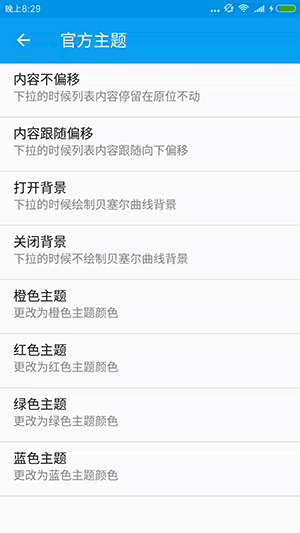 晚上8:29
官方主题
内容不偏移
下拉的时候列表内容停留在原位不动
内容跟随偏移
下拉的时候列表内容跟随向下偏移
打开背景
下拉的时候绘制贝塞尔曲线背景
关闭背景
下拉的时候不绘制贝塞尔曲线背景
橙色主题
更改为橙色主题颜色
红色主题
更改为红色主题颜色
绿色主题
更改为绿色主题颜色
蓝色主题
更改为蓝色主题颜色